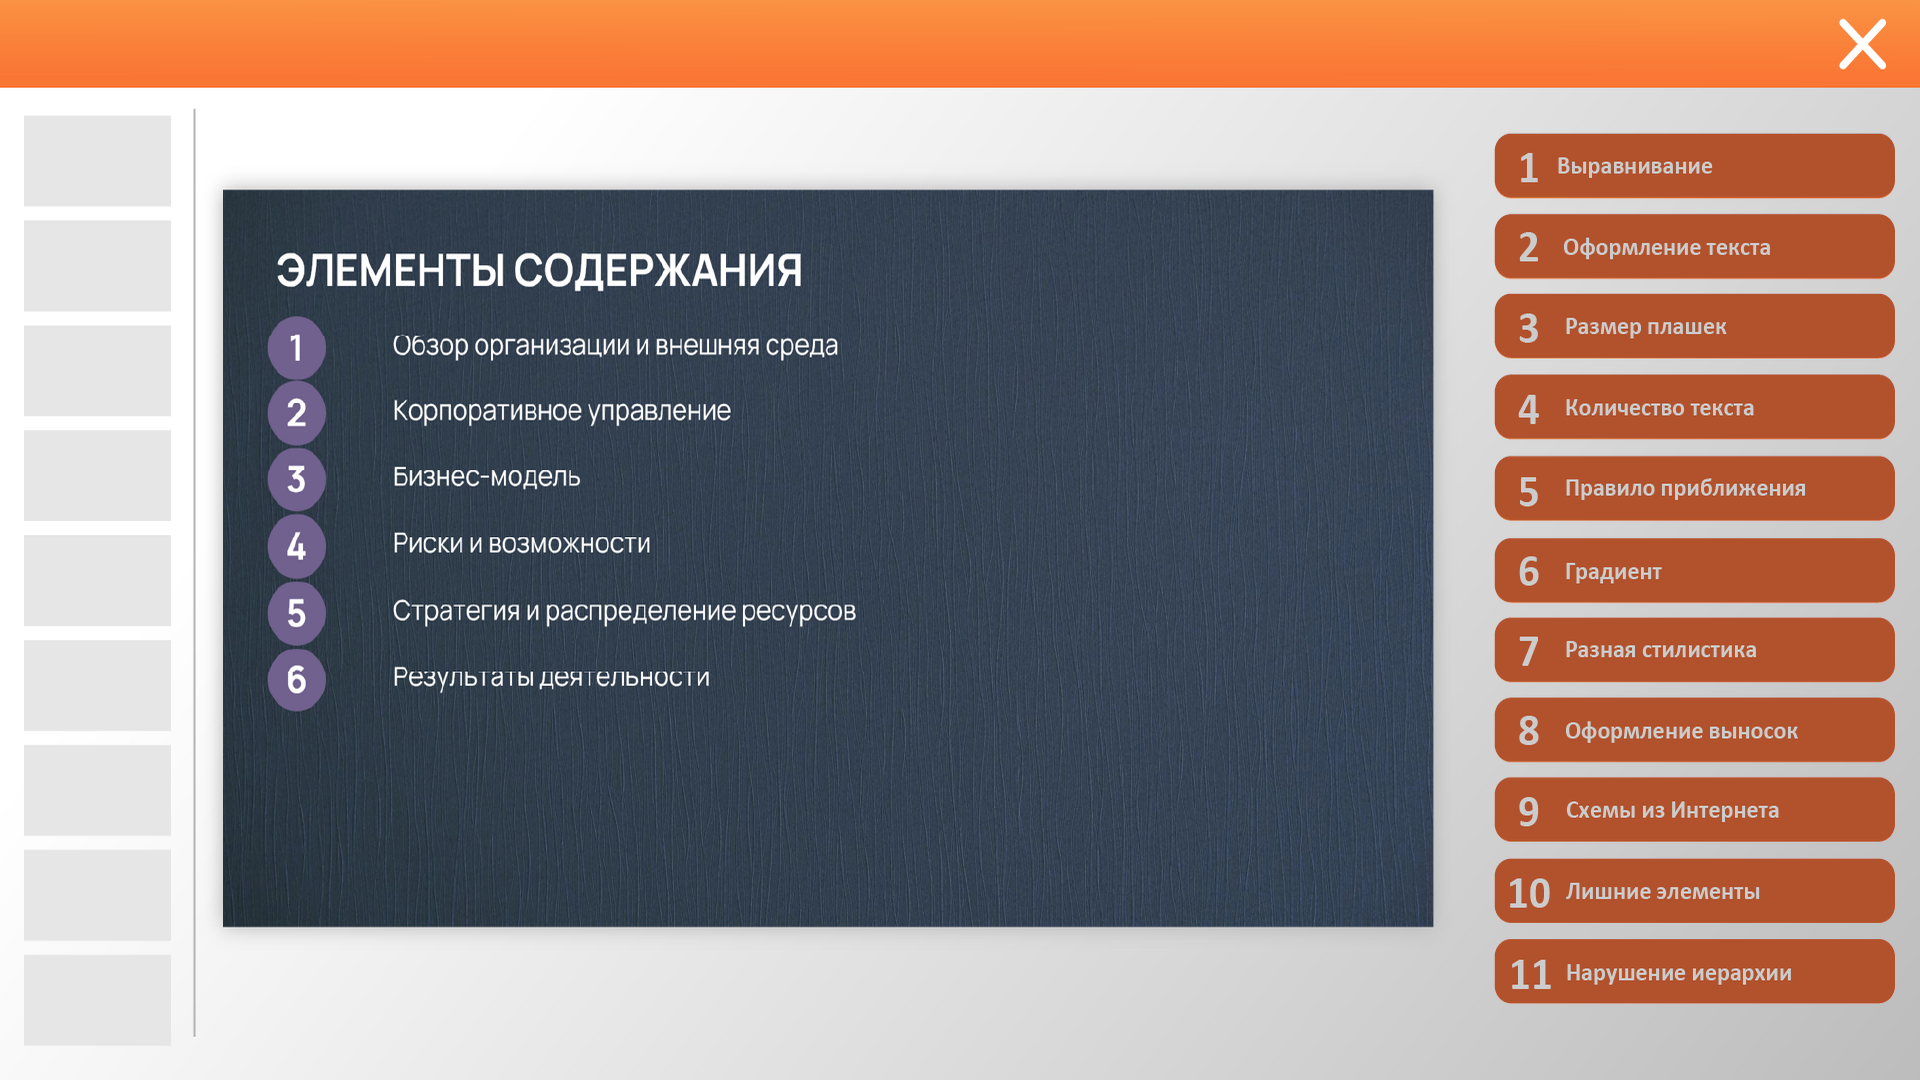 ЭЛЕМЕНТЫ СОДЕРЖАНИЯ
1 Обзор организации и внешняя среда
2 Корпоративное управление
3 Бизнес-модель
4 Риски и возможности
5 Стратегия и распределение ресурсов
6 Результаты деятельности
1 Выравнивание
2 Оформление текста
3 Размер плашек
4 Количество текста
5 Правило приближения
6 Градиент
7 Разная стилистика
8 Оформление выносок
9 Схемы из Интернета
10 Лишние элементы
11 Нарушение иерархии